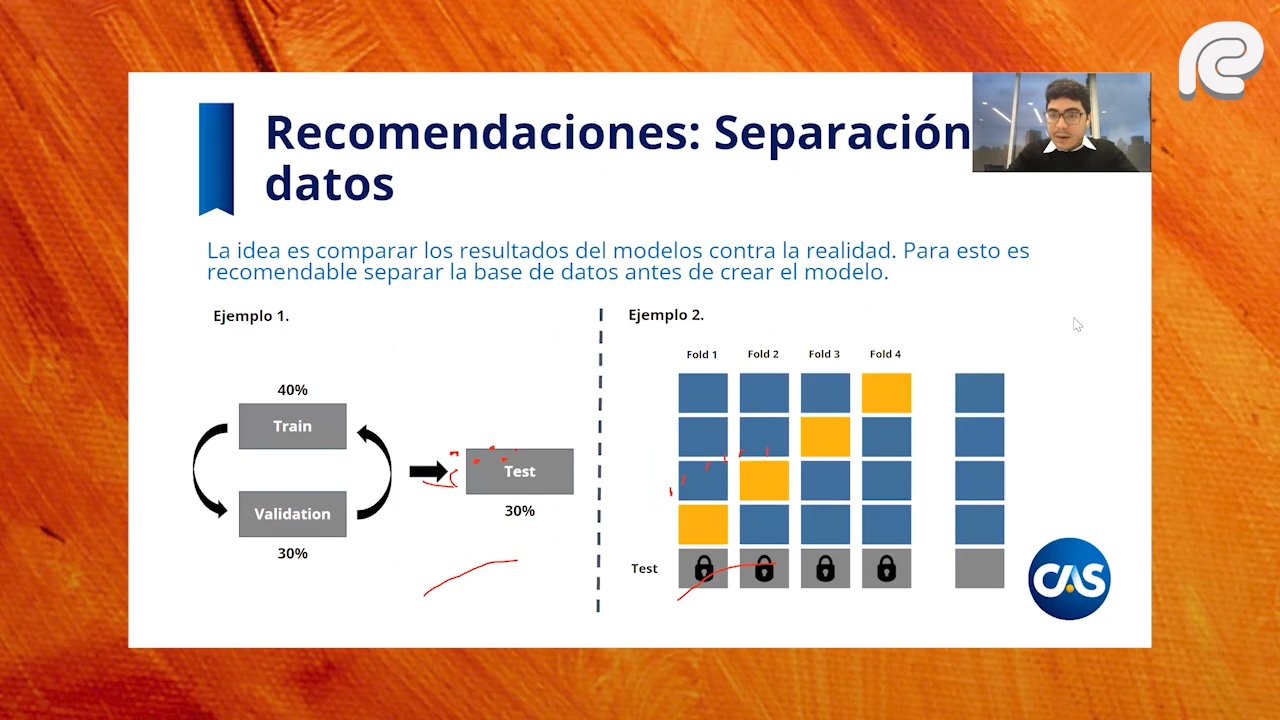 Recomendaciones: Separación
datos
La idea es comparar los resultados del modelos contra la realidad. Para esto es
recomendable separar la base de datos antes de crear el modelo.
Ejemplo 1.
40%
Train
Validation
30%
Test
30%
Ejemplo 2.
Fold 1 Fold 2 Fold 3 Fold 4
Test
CAS